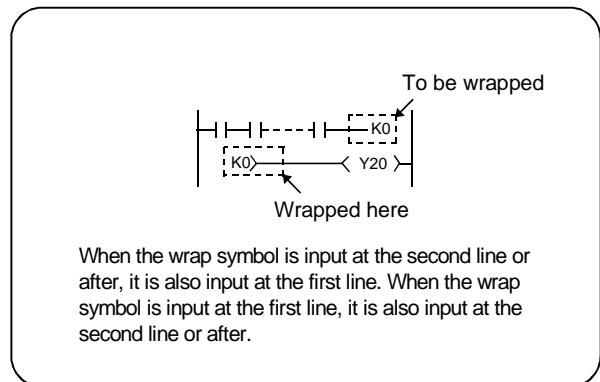 To be wrapped
K0
K0
Y20
Wrapped here
When the wrap symbol is input at the second line or
after, it is also input at the first line. When the wrap
symbol is input at the first line, it is also input at the
second line or after.